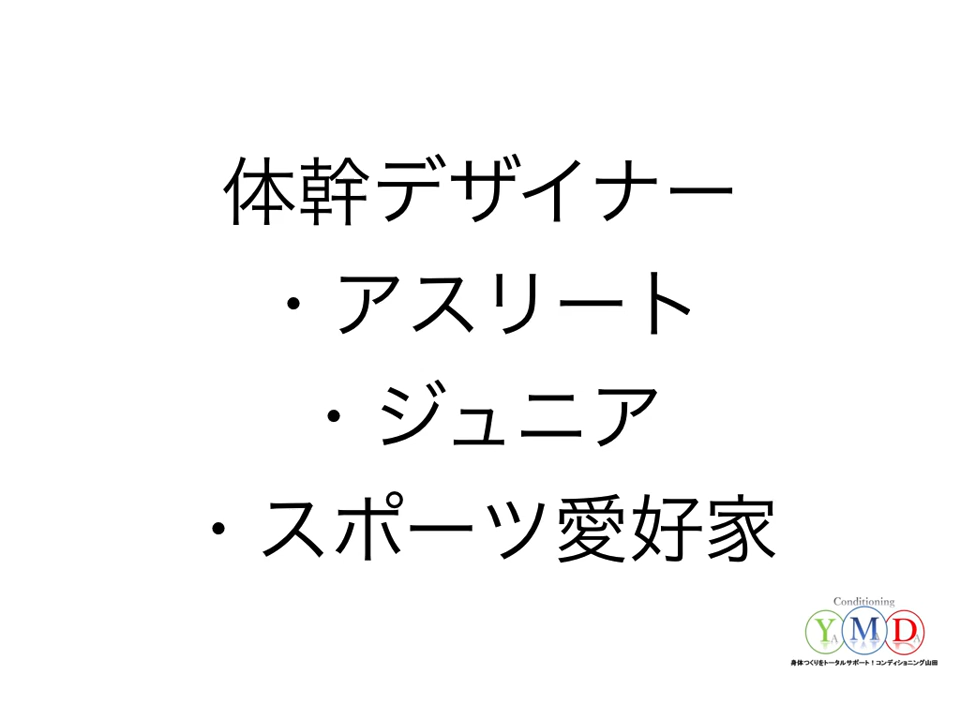 体幹デザイナー
・アスリート
・ジュニア
・スポーツ愛好家
Conditioning
YMD
身体つくりをトータルサポート！コンディショニング山田